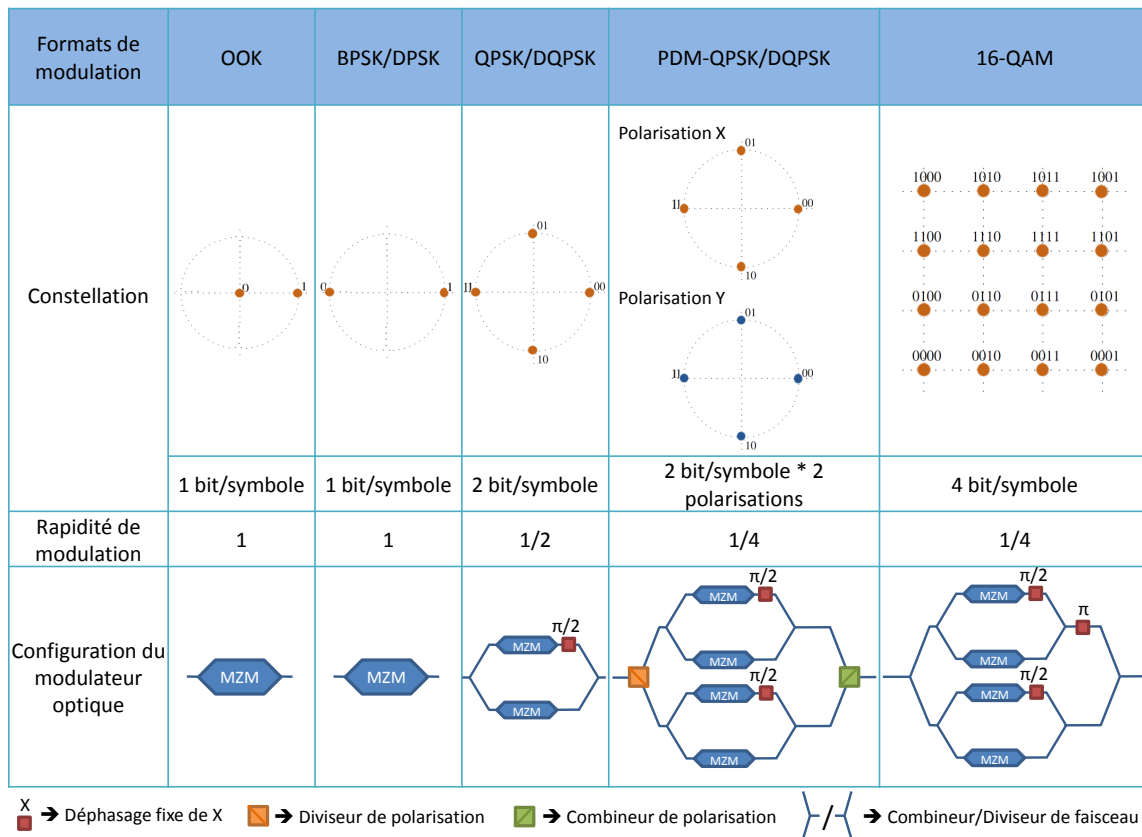 Formats de
modulation
OOK
BPSK/DPSK
QPSK/DQPSK
PDM-QPSK/DQPSK
16-QAM
Constellation
0
1
0
1
01
11
00
10
Polarisation X
01
11
00
10
Polarisation Y
01
11
00
10
1000 1010 1011 1001
1100 1110 1111 1101
0100 0110 0111 0101
0000 0010 0011 0001
1 bit/symbole
1 bit/symbole
2 bit/symbole
2 bit/symbole * 2
polarisations
4 bit/symbole
Rapidité de
modulation
1
1
1/2
1/4
1/4
Configuration du
modulateur
optique
MZM
MZM
π/2
MZM
MZM
π/2
MZM
MZM
π/2
MZM
MZM
π/2
MZM
π
MZM
π/2
MZM
MZM
X
➔ Déphasage fixe de X
➔ Diviseur de polarisation
➔ Combineur de polarisation
/ ➔ Combineur/Diviseur de faisceau